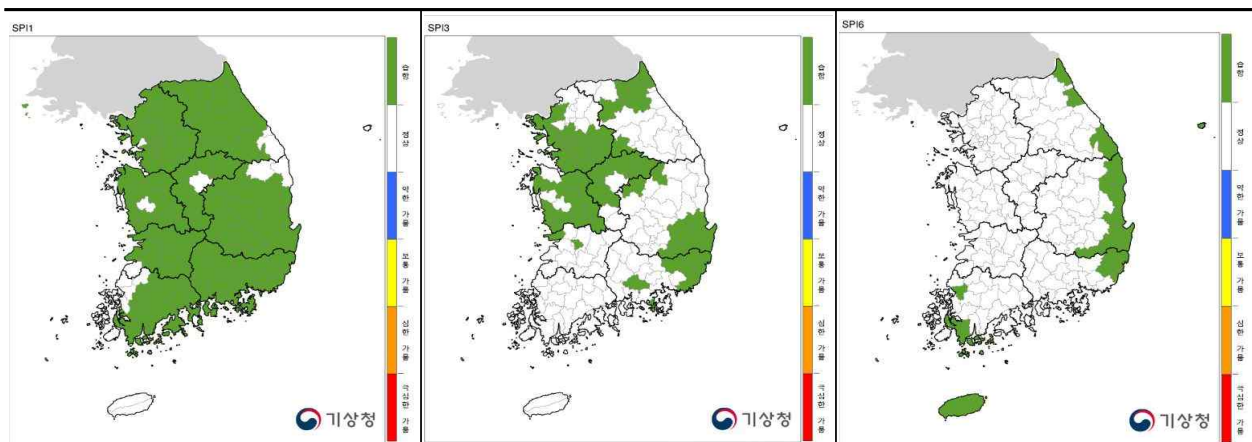 SPI1
습함
정상
약한 가뭄
보통 가뭄
심한 가뭄
극심한 가뭄
기상청
SPI3
습함
정상
약한 가뭄
보통 가뭄
심한 가뭄
극심한 가뭄
기상청
SPI6
습함
정상
약한 가뭄
보통 가뭄
심한 가뭄
극심한 가뭄
기상청